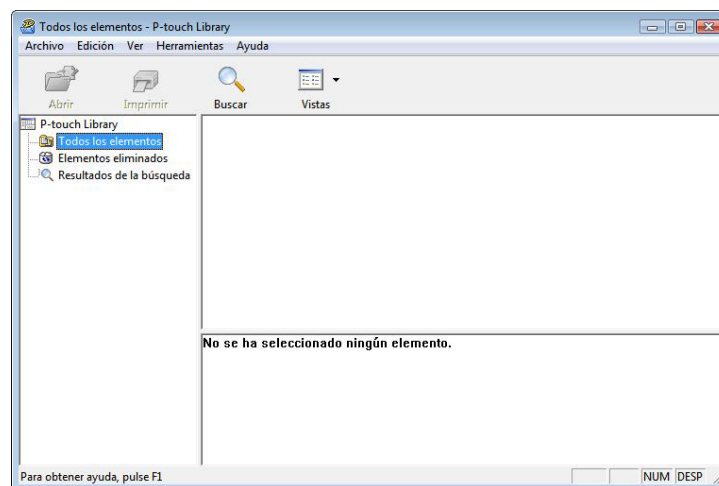 Todos los elementos - P-touch Library
Archivo Edición Ver Herramientas Ayuda
Abrir Imprimir Buscar Vistas
P-touch Library
Todos los elementos
Elementos eliminados
Resultados de la búsqueda
No se ha seleccionado ningún elemento.
Para obtener ayuda, pulse F1 NUM DESP